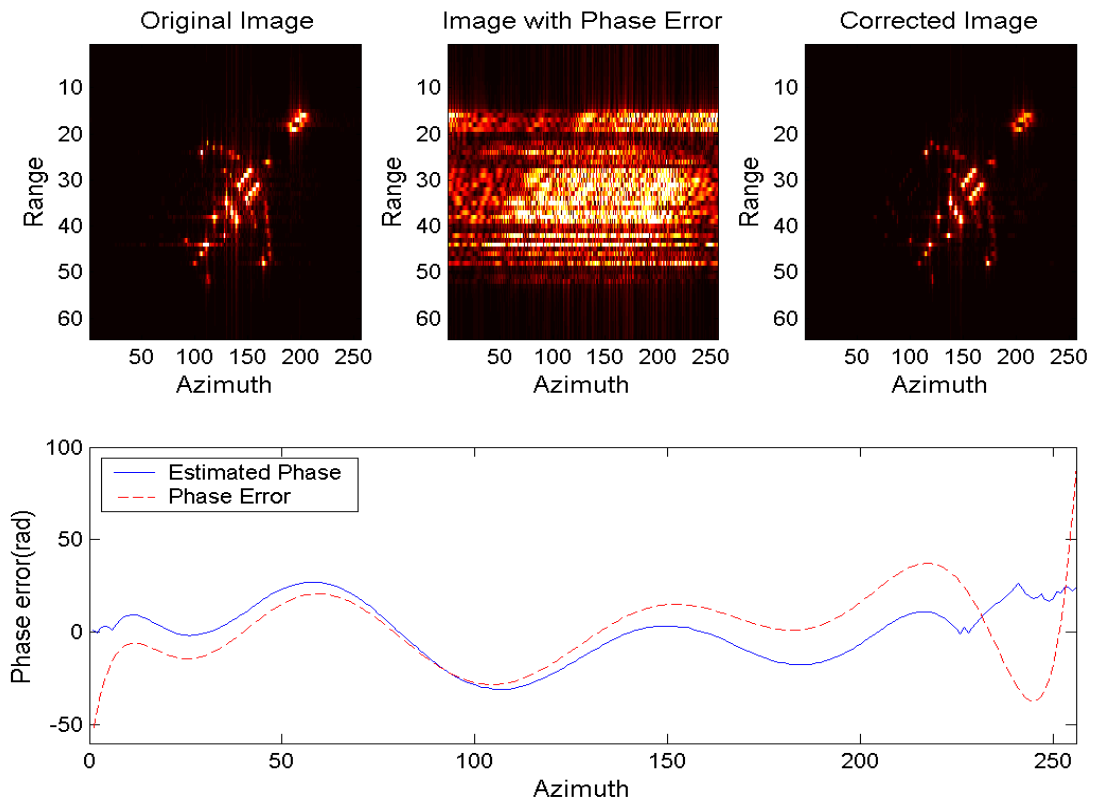 Original Image
Image with Phase Error
Corrected Image
Range
10
20
30
40
50
60
50 100 150 200 250
Azimuth
Range
10
20
30
40
50
60
50 100 150 200 250
Azimuth
Range
10
20
30
40
50
60
50 100 150 200 250
Azimuth
Phase error(rad)
100
50
0
-50
Estimated Phase
Phase Error
0 50 100 150 200 250
Azimuth